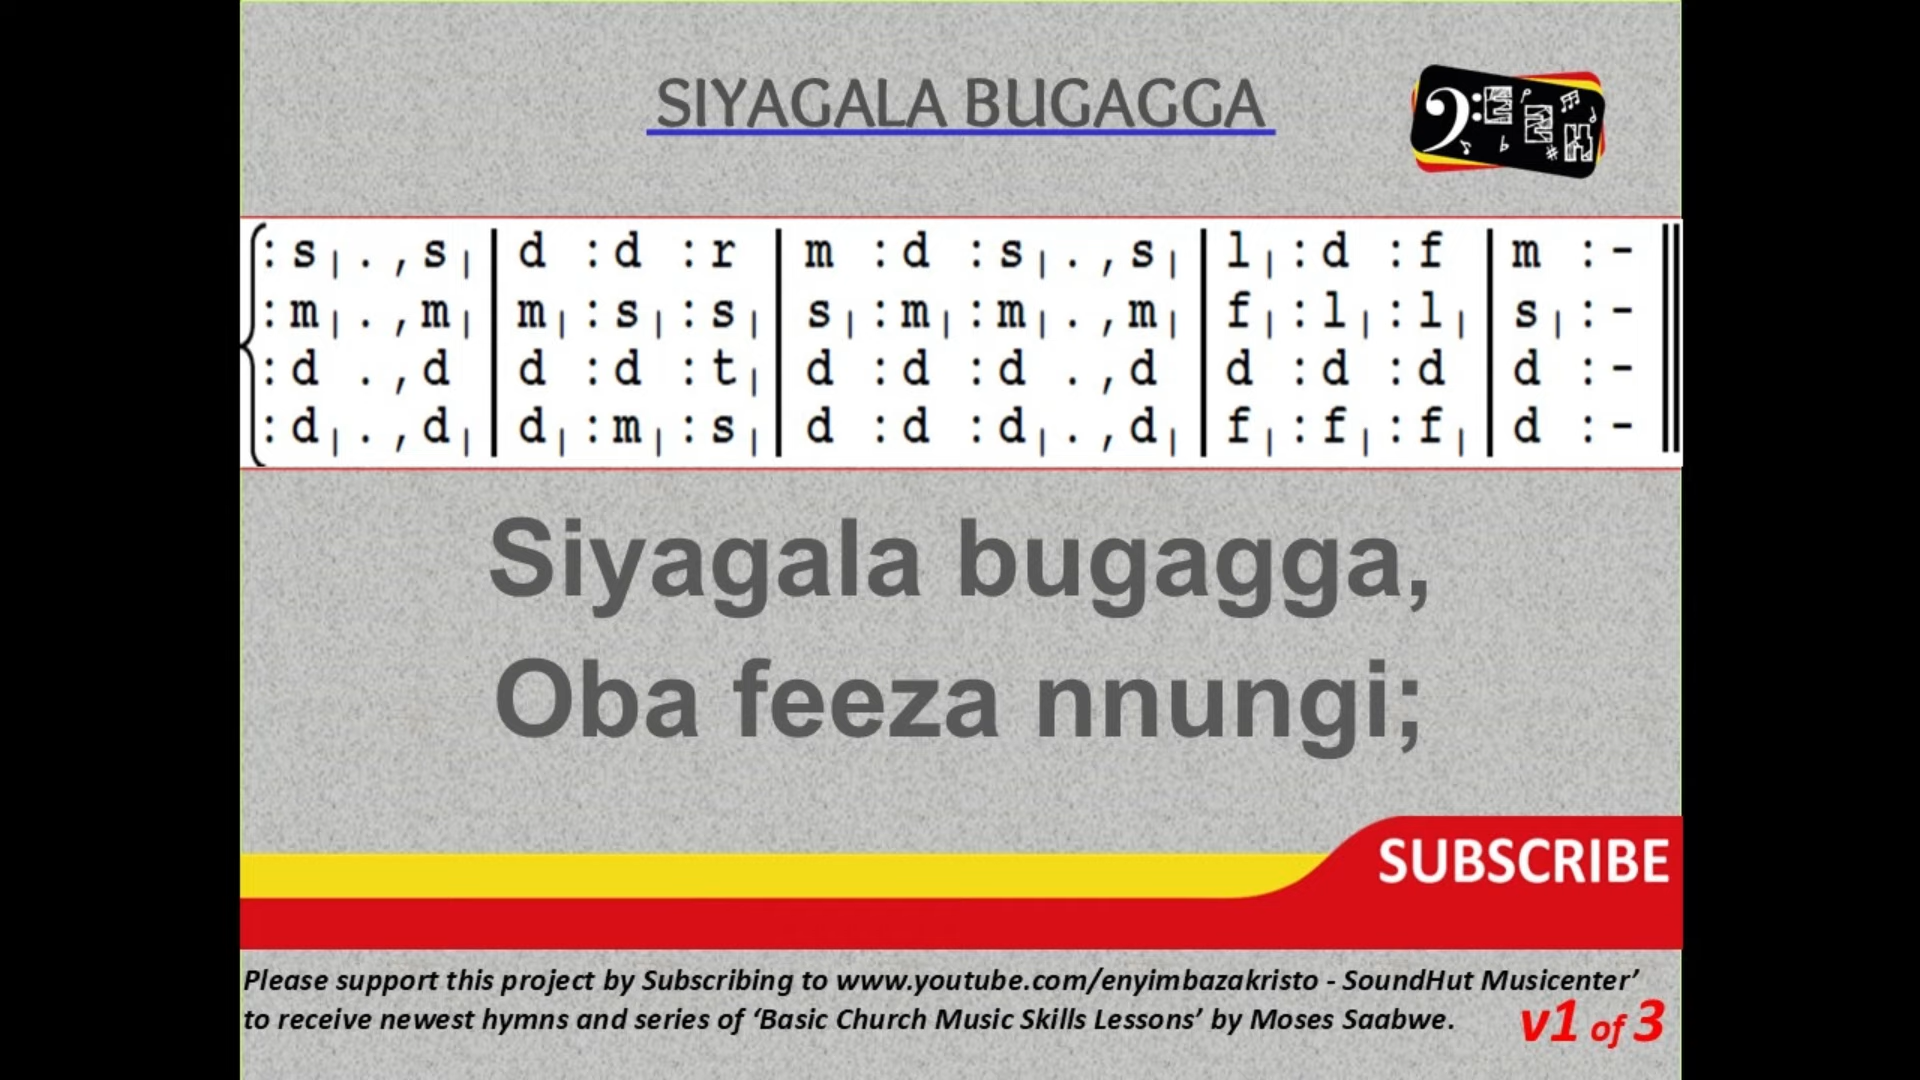 SIYAGALA BUGAGGA
EZK
:s|.,s| | d :d :r | m :d :s|.,s| | l|:d :f | m :- ||
:m|.,m| | m|:s|:s| | s|:m|:m|.,m| | f|:l|:l| | s|:- ||
:d .,d | d :d :t| | d :d :d .,d | d :d :d | d :- ||
:d|.,d| | d|:m|:s| | d :d :d|.,d| | f|:f|:f| | d :- ||
Siyagala bugagga,
Oba feeza nnungi;
SUBSCRIBE
Please support this project by Subscribing to www.youtube.com/enyimbazakristo - SoundHut Musicenter’
to receive newest hymns and series of ‘Basic Church Music Skills Lessons’ by Moses Saabwe.
v1 of 3